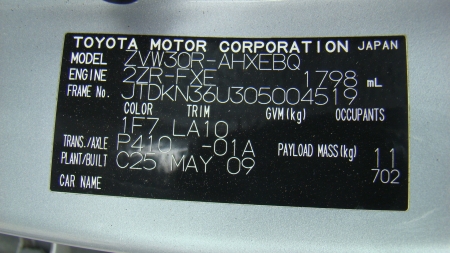 TOYOTA MOTOR CORPORATION JAPAN
MODEL ZVW30R-AHXEBQ
ENGINE 2ZR-FXE 1798 mL
FRAME No. JTDKN36U305004519
COLOR TRIM GVM(kg) OCCUPANTS
1F7 LA10
TRANS./AXLE P410 -01A PAYLOAD MASS(kg) 11
PLANT/BUILT C25 MAY 09 702
CAR NAME